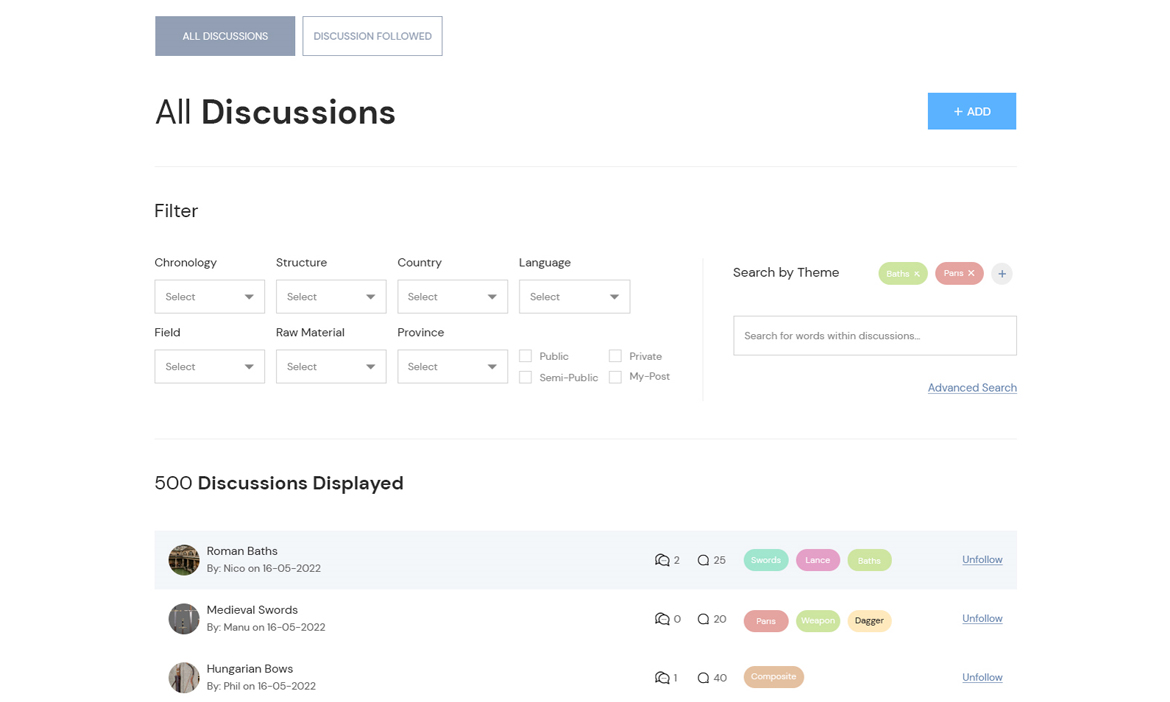 ALL DISCUSSIONS DISCUSSION FOLLOWED
All Discussions
+ ADD
Filter
Chronology Structure Country Language
Select Select Select Select
Field Raw Material Province
Select Select Select
Public Private
Semi-Public My-Post
Search by Theme Baths × Paris × +
Search for words within discussions...
Advanced Search
500 Discussions Displayed
Roman Baths
By: Nico on 16-05-2022
2 25 Swords Lance Baths Unfollow
Medieval Swords
By: Manu on 16-05-2022
0 20 Paris Weapon Dagger Unfollow
Hungarian Bows
By: Phil on 16-05-2022
1 40 Composite Unfollow